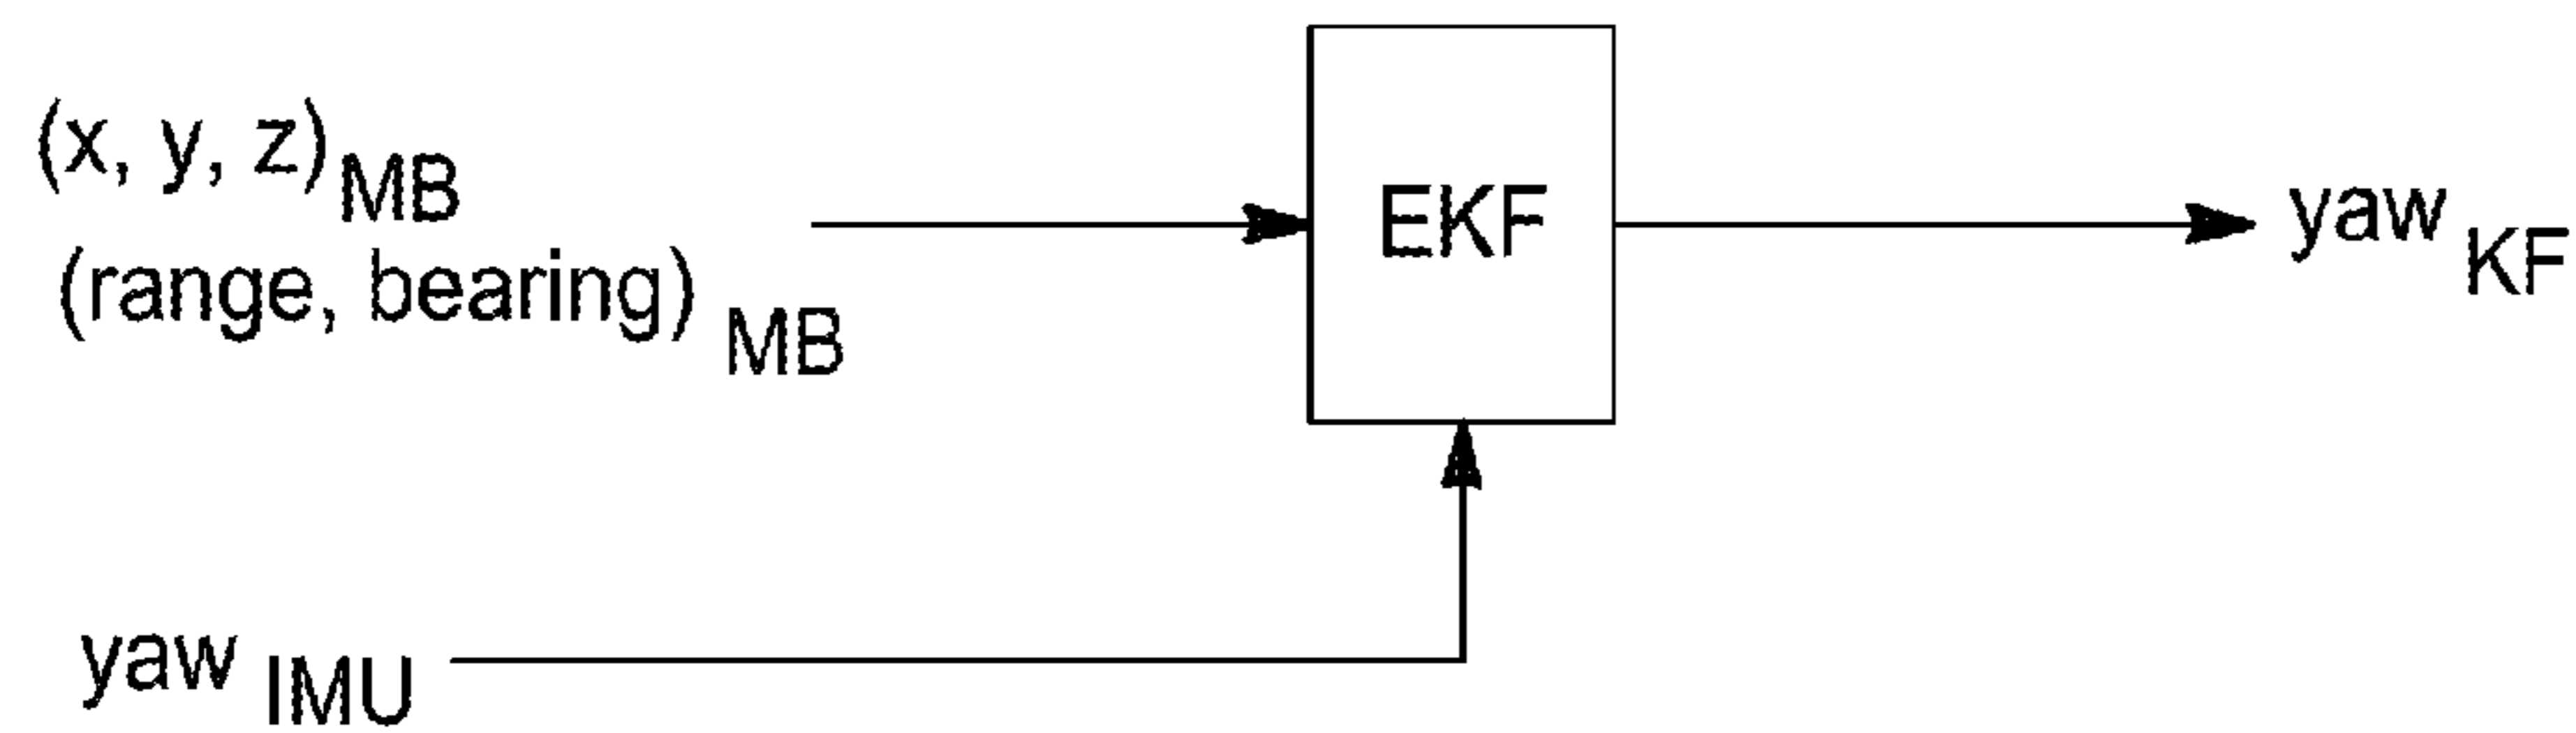 (x, y, z) MB
(range, bearing) MB
EKF
yaw KF
yaw IMU